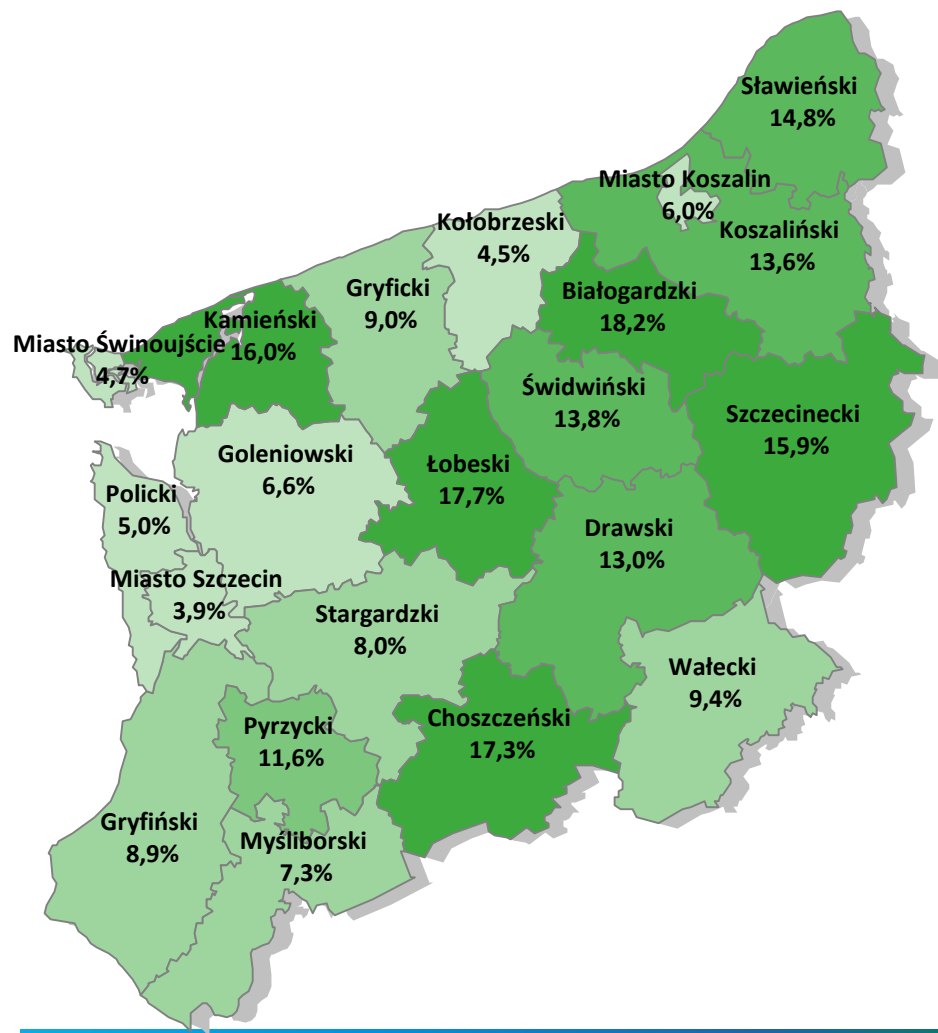 Sławieński
14,8%
Miasto Koszalin
6,0%
Kołobrzeski
4,5%
Koszaliński
13,6%
Gryficki
9,0%
Białogardzki
18,2%
Kamieński
16,0%
Miasto Świnoujście
4,7%
Świdwiński
13,8%
Szczecinecki
15,9%
Goleniowski
6,6%
Łobeski
17,7%
Policki
5,0%
Drawski
13,0%
Miasto Szczecin
3,9%
Stargardzki
8,0%
Wałecki
9,4%
Choszczeński
17,3%
Pyrzycki
11,6%
Gryfiński
8,9%
Myśliborski
7,3%